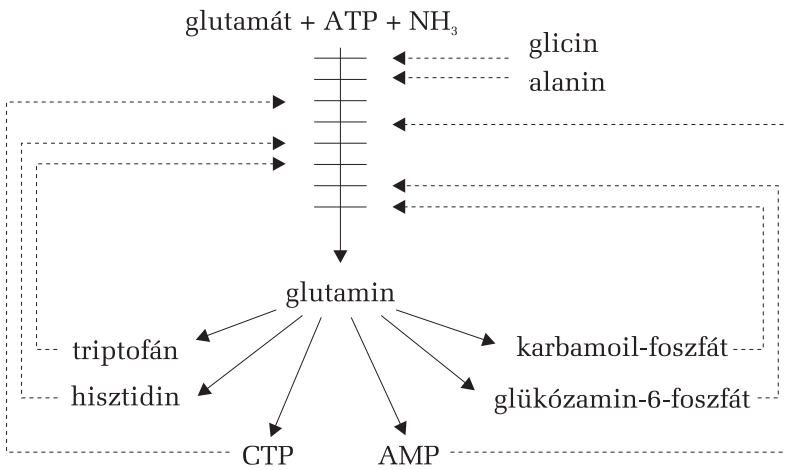 glutamát + ATP + NH₃
glicin
alanin
glutamin
triptofán
karbamoil-foszfát
hisztidin
glükózamin-6-foszfát
CTP
AMP